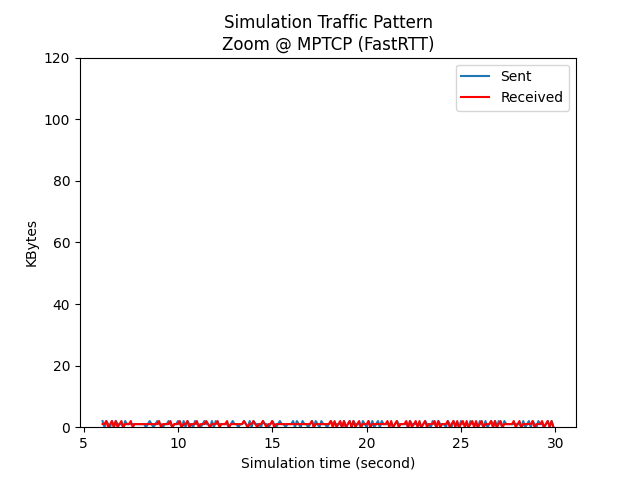 Simulation Traffic Pattern
Zoom @ MPTCP (FastRTT)
120
100
80
60
40
20
0
KBytes
Sent
Received
5 10 15 20 25 30
Simulation time (second)